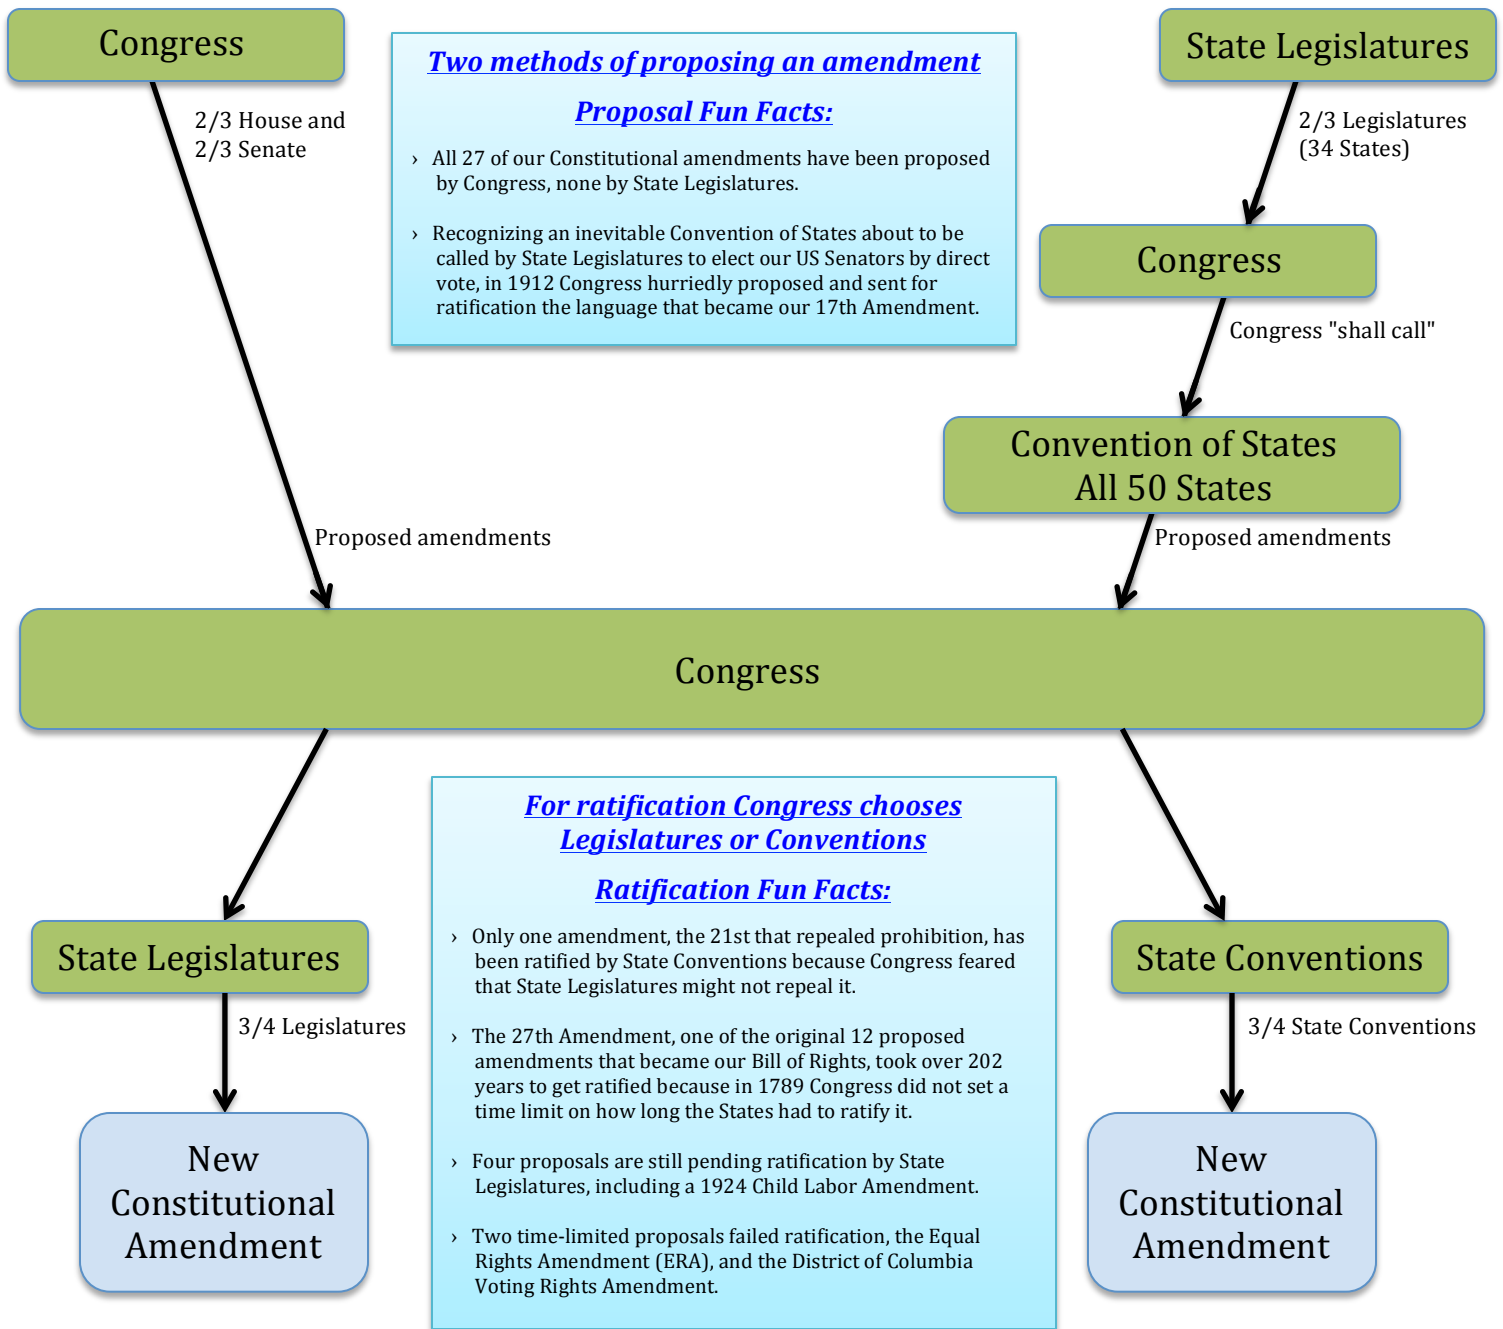 Congress
State Legislatures
Two methods of proposing an amendment
Proposal Fun Facts:
› All 27 of our Constitutional amendments have been proposed
by Congress, none by State Legislatures.
› Recognizing an inevitable Convention of States about to be
called by State Legislatures to elect our US Senators by direct
vote, in 1912 Congress hurriedly proposed and sent for
ratification the language that became our 17th Amendment.
2/3 House and
2/3 Senate
2/3 Legislatures
(34 States)
Congress
Congress "shall call"
Convention of States
All 50 States
Proposed amendments
Proposed amendments
Congress
For ratification Congress chooses
Legislatures or Conventions
Ratification Fun Facts:
› Only one amendment, the 21st that repealed prohibition, has
been ratified by State Conventions because Congress feared
that State Legislatures might not repeal it.
› The 27th Amendment, one of the original 12 proposed
amendments that became our Bill of Rights, took over 202
years to get ratified because in 1789 Congress did not set a
time limit on how long the States had to ratify it.
› Four proposals are still pending ratification by State
Legislatures, including a 1924 Child Labor Amendment.
› Two time-limited proposals failed ratification, the Equal
Rights Amendment (ERA), and the District of Columbia
Voting Rights Amendment.
State Legislatures
3/4 Legislatures
New
Constitutional
Amendment
State Conventions
3/4 State Conventions
New
Constitutional
Amendment